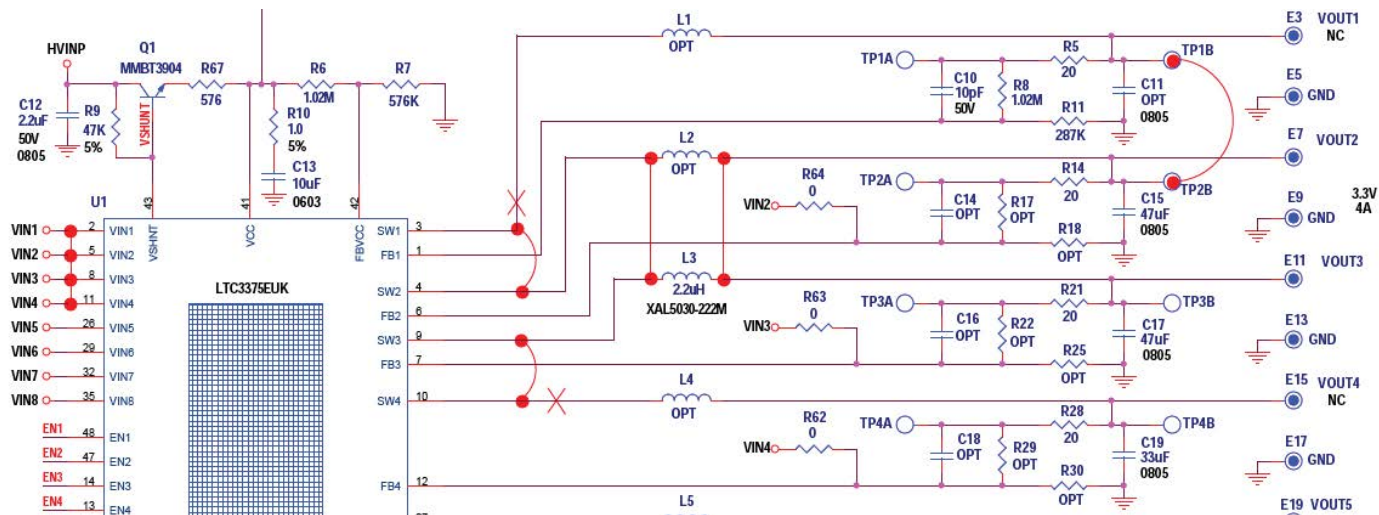 L1
OPT
E3 VOUT1
NC
HVINP
Q1
MMBT3904
R67
576
R6
1.02M
R7
576K
TP1A
R5
20
TP1B
C10
10pF
50V
R8
1.02M
C11
OPT
0805
R11
287K
E5
GND
C12
2.2uF
50V
0805
R9
47K
5%
VSHUNT
R10
1.0
5%
C13
10uF
0603
L2
OPT
E7 VOUT2
R64
0
VIN2
TP2A
R14
20
TP2B
C14
OPT
R17
OPT
C15
47uF
0805
R18
OPT
E9
GND
3.3V
4A
U1
43
41
42
VSHNT
VCC
FBVCC
VIN1
2
VIN1
VIN2
5
VIN2
VIN3
8
VIN3
VIN4
11
VIN4
VIN5
26
VIN5
VIN6
29
VIN6
VIN7
32
VIN7
VIN8
35
VIN8
EN1
48
EN1
EN2
47
EN2
EN3
14
EN3
EN4
13
EN4
LTC3375EUK
SW1
3
FB1
1
SW2
4
FB2
6
SW3
9
FB3
7
SW4
10
FB4
12
L3
2.2uH
XAL5030-222M
E11 VOUT3
R63
0
VIN3
TP3A
R21
20
TP3B
C16
OPT
R22
OPT
C17
47uF
0805
R25
OPT
E13
GND
L4
OPT
E15 VOUT4
NC
R62
0
VIN4
TP4A
R28
20
TP4B
C18
OPT
R29
OPT
C19
33uF
0805
R30
OPT
E17
GND
L5
E19 VOUT5